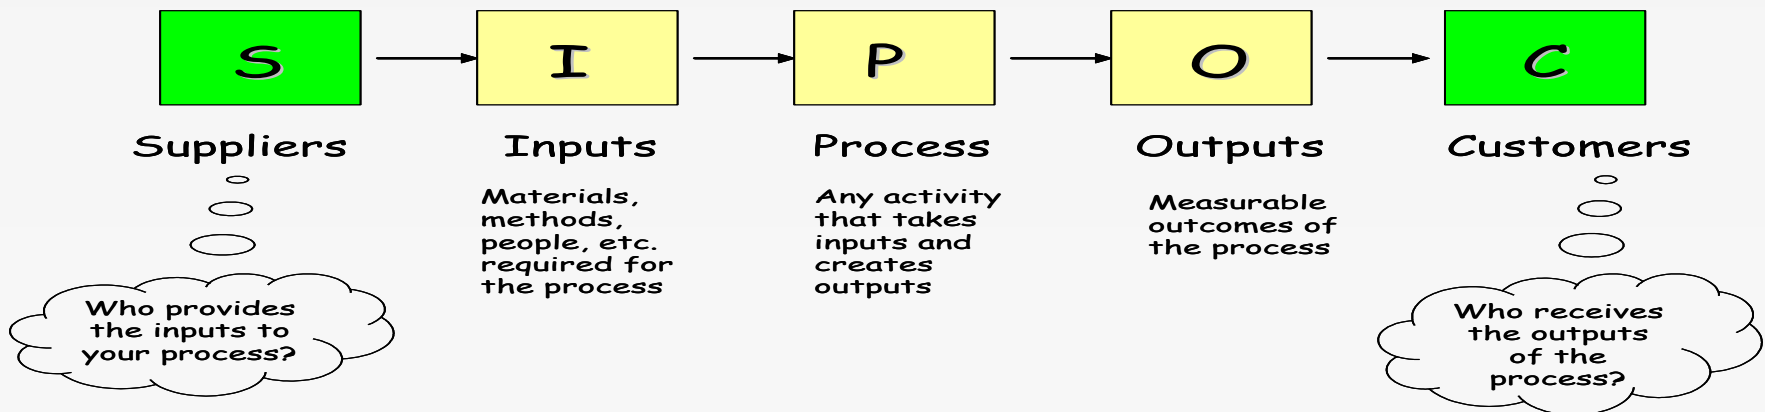 S
I
P
O
C
Suppliers
Inputs
Process
Outputs
Customers
Who provides
the inputs to
your process?
Materials,
methods,
people, etc.
required for
the process
Any activity
that takes
inputs and
creates
outputs
Measurable
outcomes of
the process
Who receives
the outputs
of the
process?